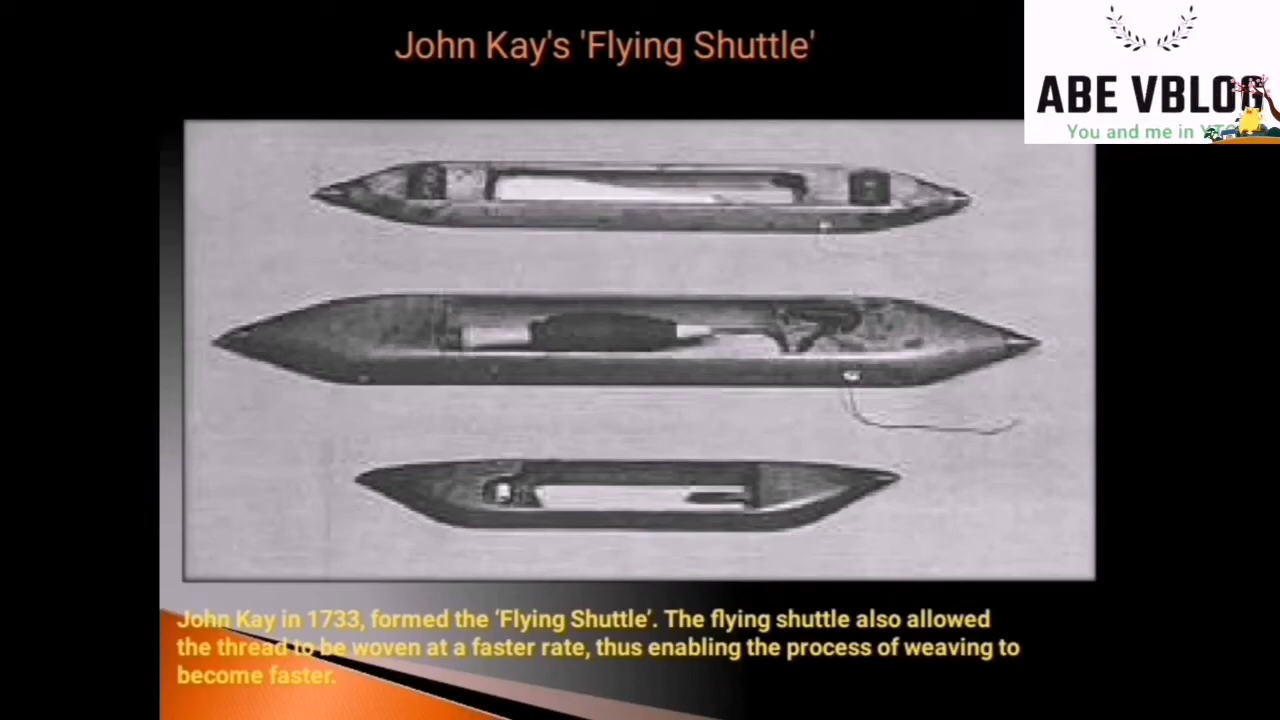 John Kay's 'Flying Shuttle'
ABE VBLOG
You and me in
John Kay in 1733, formed the ‘Flying Shuttle’. The flying shuttle also allowed
the thread to be woven at a faster rate, thus enabling the process of weaving to
become faster.